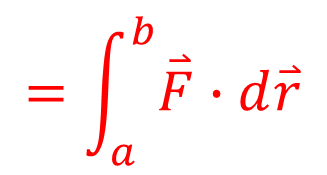 = ∫_a^b F⃗ · dr⃗